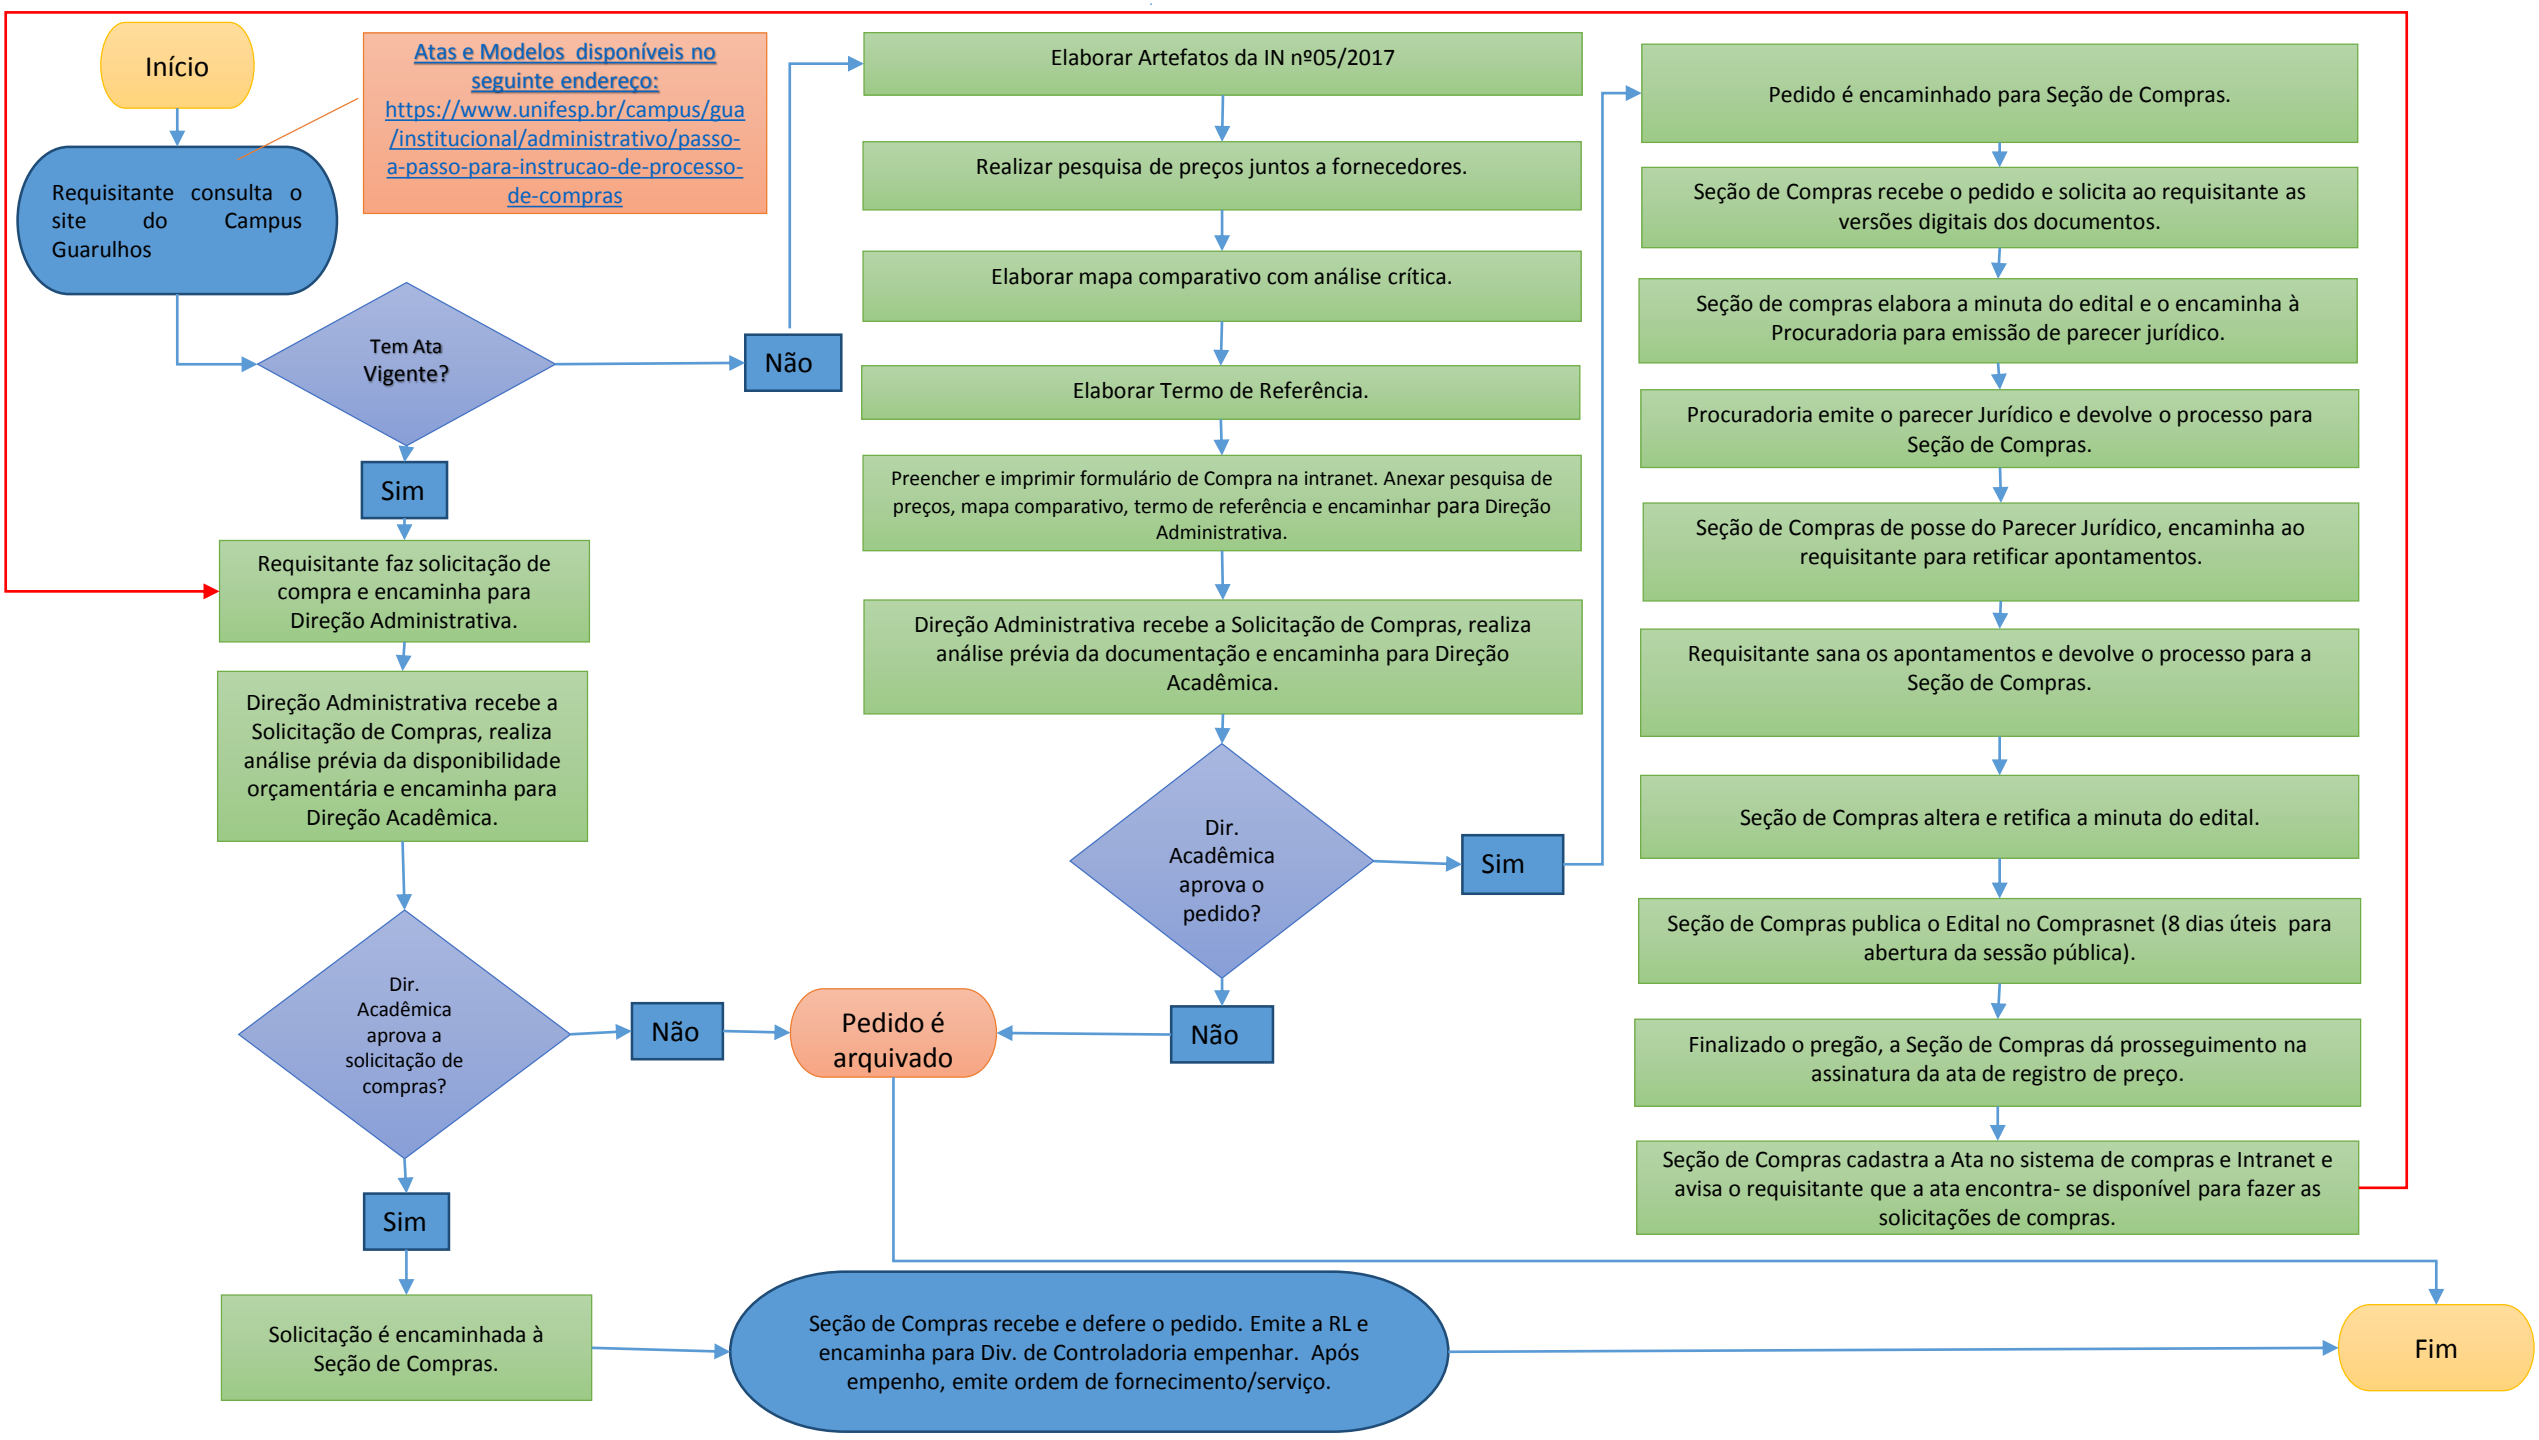 Início
Atas e Modelos  disponíveis no
seguinte endereço:
https://www.unifesp.br/campus/gua
/institucional/administrativo/passo-
a-passo-para-instrucao-de-processo-
de-compras
Requisitante consulta o
site do Campus
Guarulhos
Tem Ata
Vigente?
Não
Sim
Requisitante faz solicitação de
compra e encaminha para
Direção Administrativa.
Direção Administrativa recebe a
Solicitação de Compras, realiza
análise prévia da disponibilidade
orçamentária e encaminha para
Direção Acadêmica.
Dir.
Acadêmica
aprova a
solicitação de
compras?
Não
Sim
Solicitação é encaminhada à
Seção de Compras.
Elaborar Artefatos da IN nº05/2017
Realizar pesquisa de preços juntos a fornecedores.
Elaborar mapa comparativo com análise crítica.
Elaborar Termo de Referência.
Preencher e imprimir formulário de Compra na intranet. Anexar pesquisa de
preços, mapa comparativo, termo de referência e encaminhar para Direção
Administrativa.
Direção Administrativa recebe a Solicitação de Compras, realiza
análise prévia da documentação e encaminha para Direção
Acadêmica.
Dir.
Acadêmica
aprova o
pedido?
Sim
Não
Pedido é
arquivado
Seção de Compras recebe e defere o pedido. Emite a RL e
encaminha para Div. de Controladoria empenhar.  Após
empenho, emite ordem de fornecimento/serviço.
Pedido é encaminhado para Seção de Compras.
Seção de Compras recebe o pedido e solicita ao requisitante as
versões digitais dos documentos.
Seção de compras elabora a minuta do edital e o encaminha à
Procuradoria para emissão de parecer jurídico.
Procuradoria emite o parecer Jurídico e devolve o processo para
Seção de Compras.
Seção de Compras de posse do Parecer Jurídico, encaminha ao
requisitante para retificar apontamentos.
Requisitante sana os apontamentos e devolve o processo para a
Seção de Compras.
Seção de Compras altera e retifica a minuta do edital.
Seção de Compras publica o Edital no Comprasnet (8 dias úteis  para
abertura da sessão pública).
Finalizado o pregão, a Seção de Compras dá prosseguimento na
assinatura da ata de registro de preço.
Seção de Compras cadastra a Ata no sistema de compras e Intranet e
avisa o requisitante que a ata encontra- se disponível para fazer as
solicitações de compras.
Fim